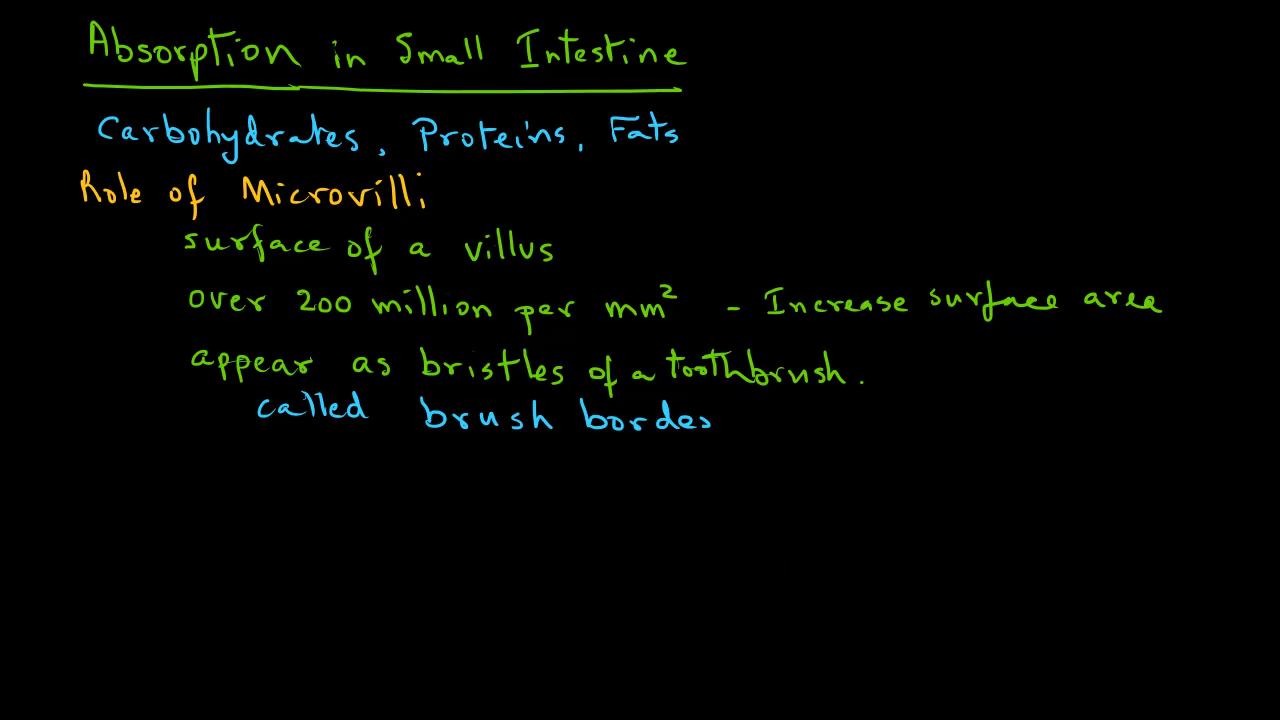 Absorption in Small Intestine
Carbohydrates, Proteins, Fats
Role of Microvilli
surface of a villus
over 200 million per mm² - Increase surface area
appear as bristles of a toothbrush.
called brush border